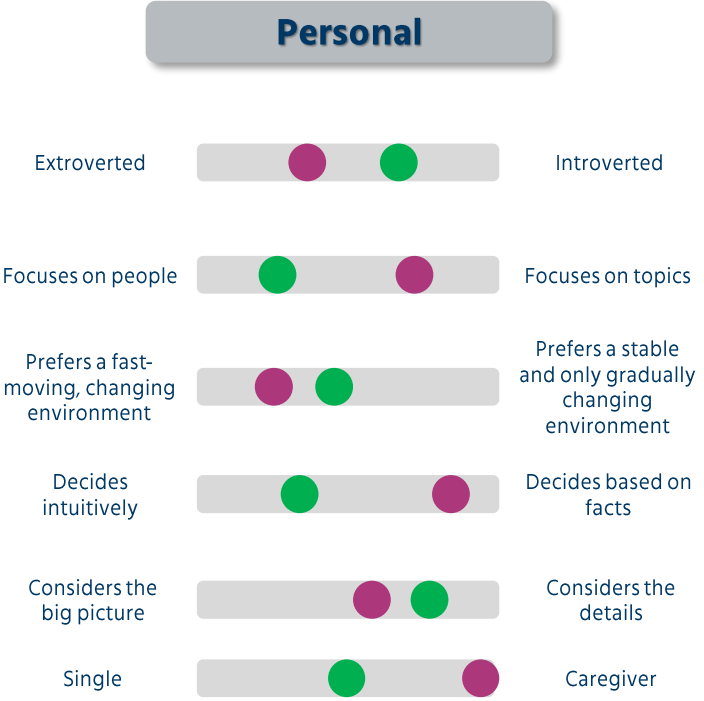 Personal
Extroverted
Introverted
Focuses on people
Focuses on topics
Prefers a fast-
moving, changing
environment
Prefers a stable
and only gradually
changing
environment
Decides
intuitively
Decides based on
facts
Considers the
big picture
Considers the
details
Single
Caregiver